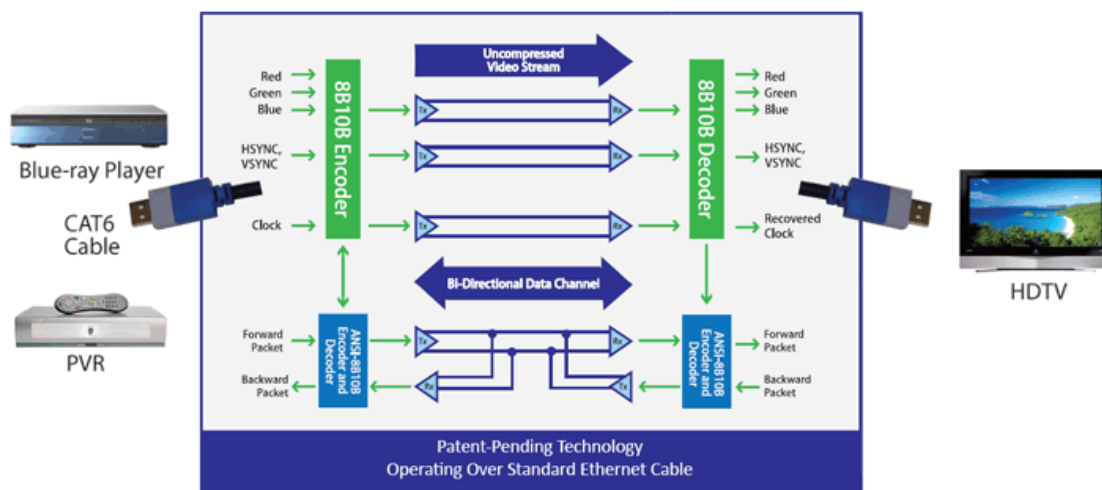 Uncompressed
Video Stream
Red
Green
Blue
HSYNC,
VSYNC
Clock
8B10B Encoder
Tx
Rx
Tx
Rx
Tx
Rx
8B10B Decoder
Red
Green
Blue
HSYNC,
VSYNC
Recovered
Clock
Blue-ray Player
CAT6
Cable
PVR
HDTV
Bi-Directional Data Channel
Forward
Packet
Backward
Packet
ANSI-8B10B
Encoder and
Decoder
Tx
Rx
Rx
Tx
ANSI-8B10B
Encoder and
Decoder
Forward
Packet
Backward
Packet
Patent-Pending Technology
Operating Over Standard Ethernet Cable